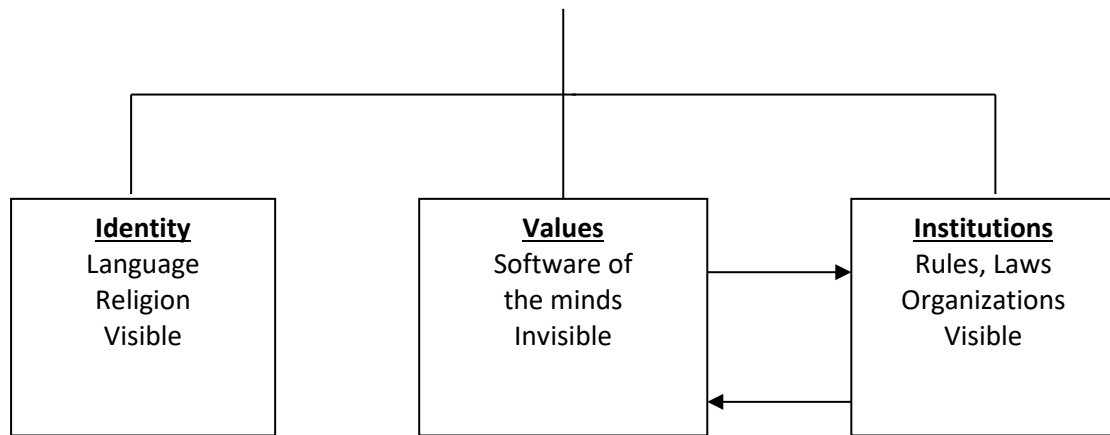 Identity
Language
Religion
Visible
Values
Software of
the minds
Invisible
Institutions
Rules, Laws
Organizations
Visible